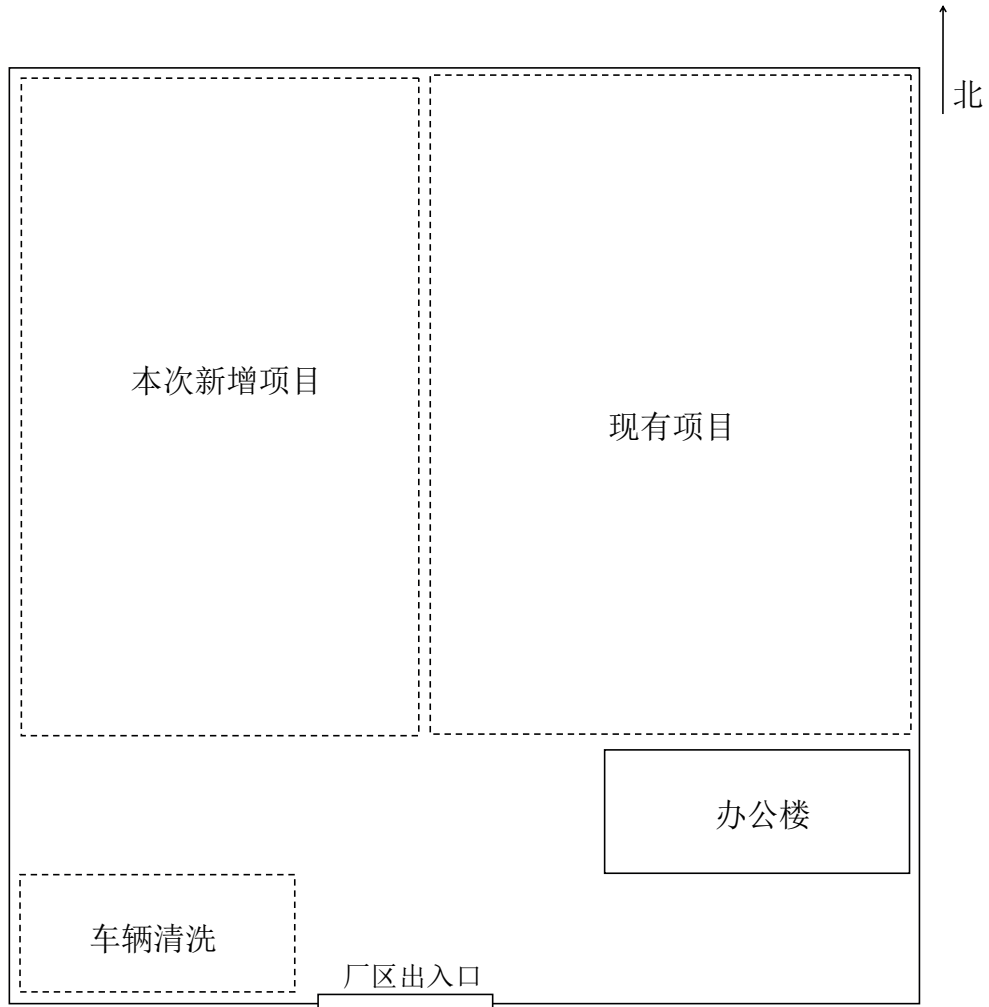 北
本次新增项目
现有项目
办公楼
车辆清洗
厂区出入口